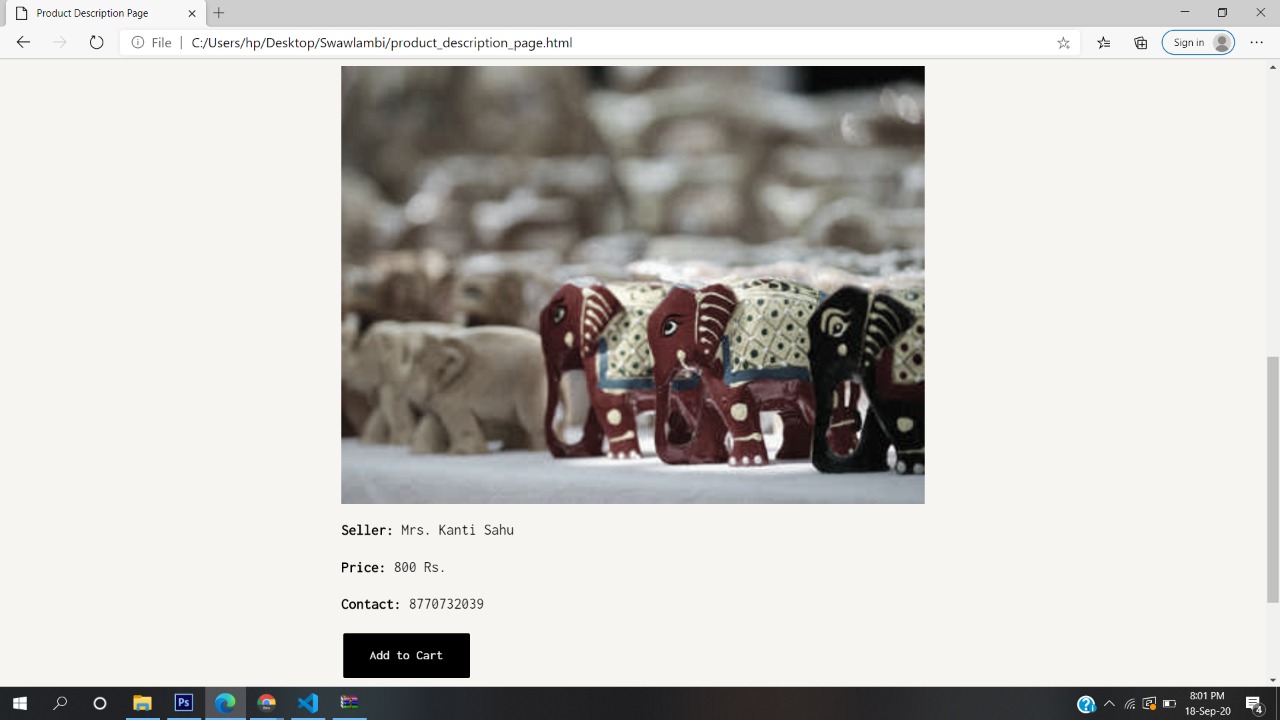 Product Description Page
File
C:/Users/hp/Desktop/Swawlambi/product_description_page.html
Sign in
Seller: Mrs. Kanti Sahu
Price: 800 Rs.
Contact: 8770732039
Add to Cart
Ps
8:01 PM
18-Sep-20
4